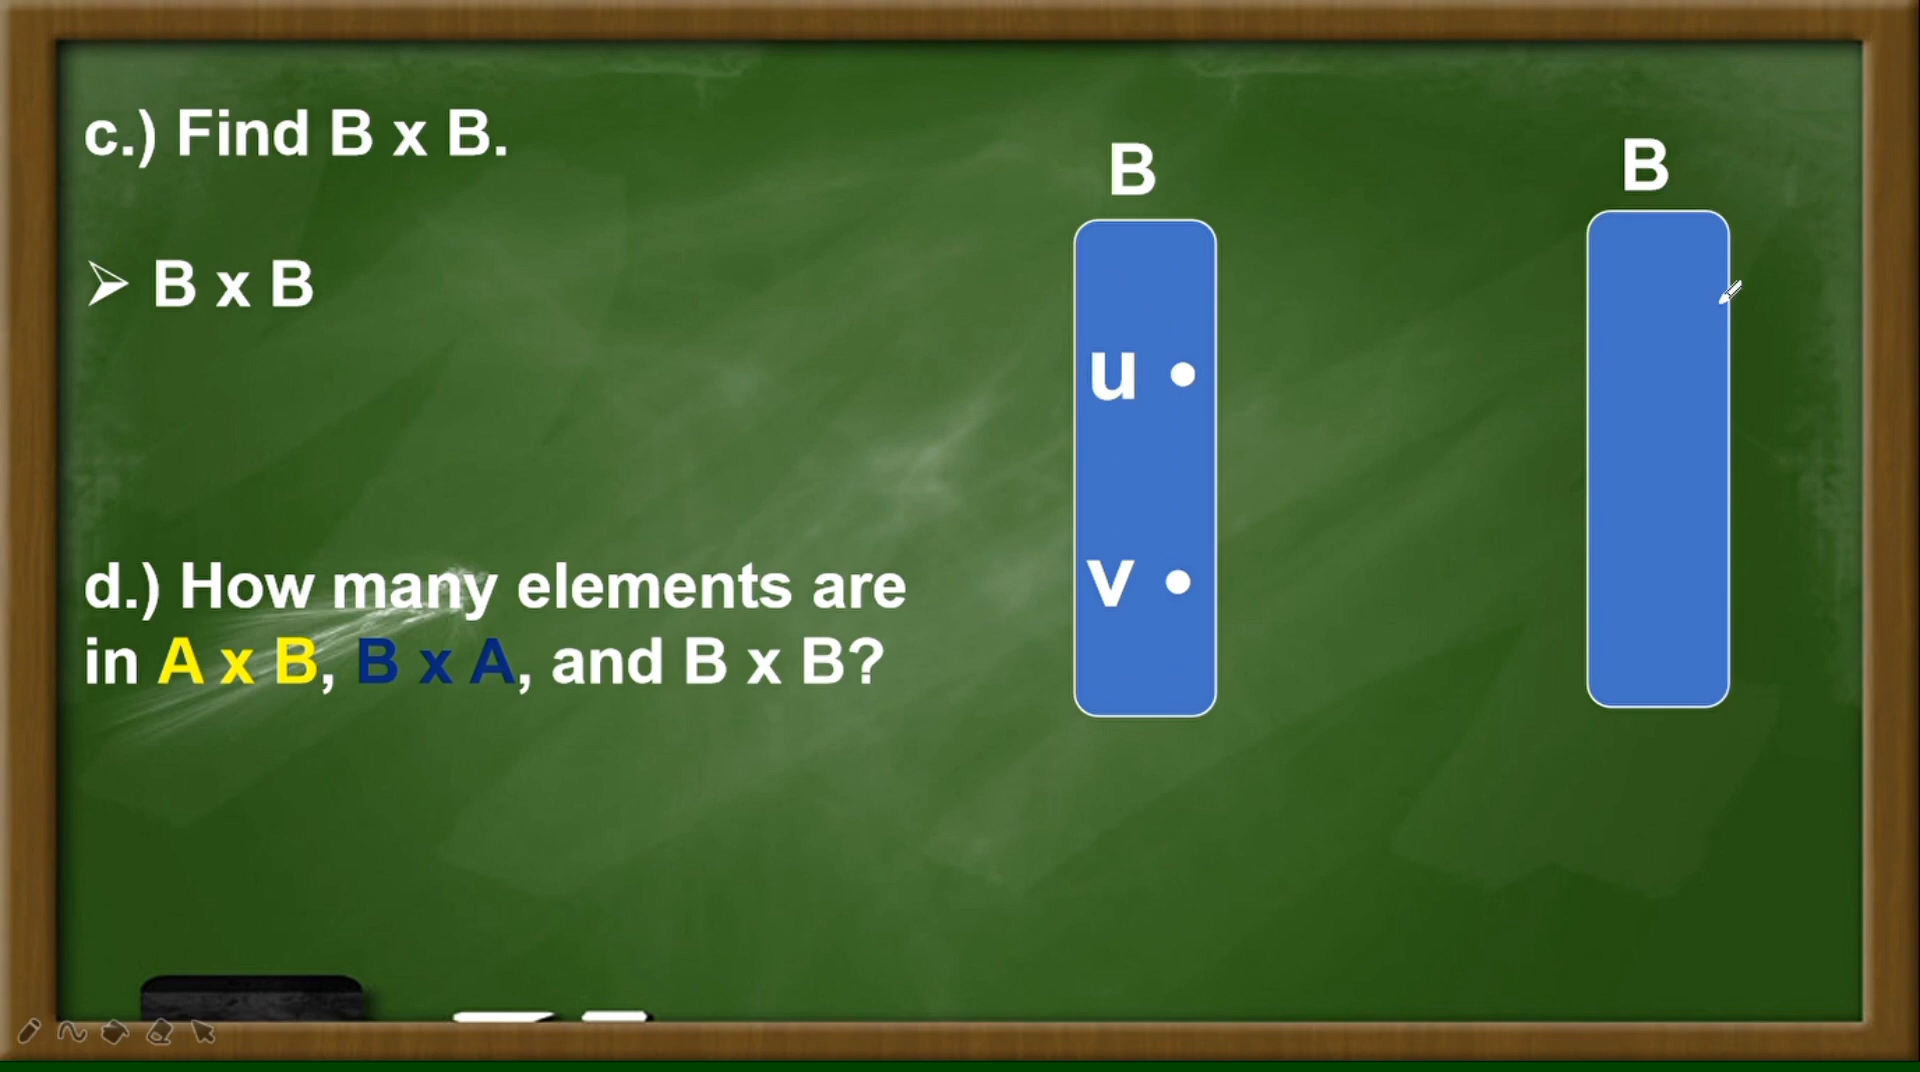 c.) Find B x B.
➢ B x B
d.) How many elements are
in A x B, B x A, and B x B?
B
u •
v •
B